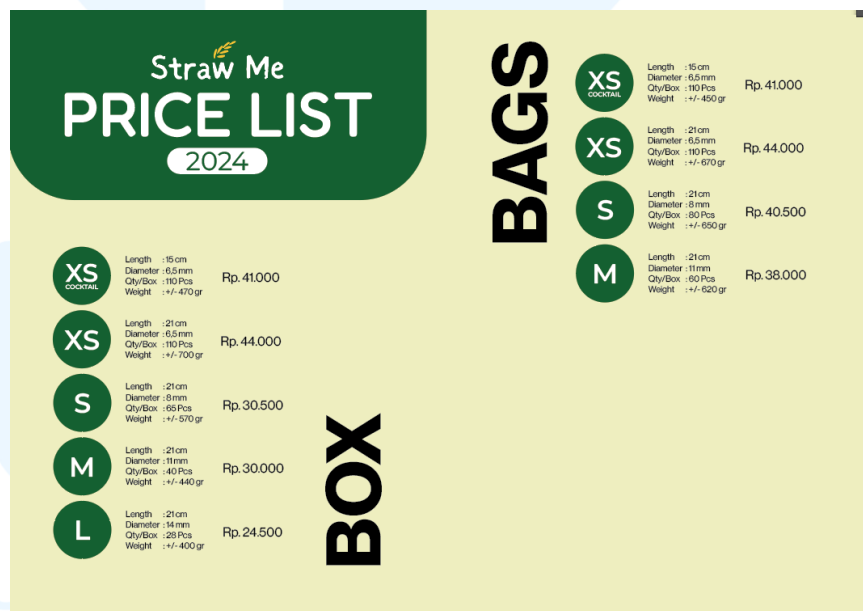 Straw Me
PRICE LIST
2024
XS
COCKTAIL
Length : 15 cm
Diameter : 6,5 mm
Qty/Box : 110 Pcs
Weight : +/- 470 gr
Rp. 41.000
XS
Length : 21 cm
Diameter : 6,5 mm
Qty/Box : 110 Pcs
Weight : +/- 700 gr
Rp. 44.000
S
Length : 21 cm
Diameter : 8 mm
Qty/Box : 65 Pcs
Weight : +/- 570 gr
Rp. 30.500
M
Length : 21 cm
Diameter : 11 mm
Qty/Box : 40 Pcs
Weight : +/- 440 gr
Rp. 30.000
L
Length : 21 cm
Diameter : 14 mm
Qty/Box : 28 Pcs
Weight : +/- 400 gr
Rp. 24.500
BOX
BAGS
XS
COCKTAIL
Length : 15 cm
Diameter : 6,5 mm
Qty/Box : 110 Pcs
Weight : +/- 450 gr
Rp. 41.000
XS
Length : 21 cm
Diameter : 6,5 mm
Qty/Box : 110 Pcs
Weight : +/- 670 gr
Rp. 44.000
S
Length : 21 cm
Diameter : 8 mm
Qty/Box : 80 Pcs
Weight : +/- 650 gr
Rp. 40.500
M
Length : 21 cm
Diameter : 11 mm
Qty/Box : 60 Pcs
Weight : +/- 620 gr
Rp. 38.000